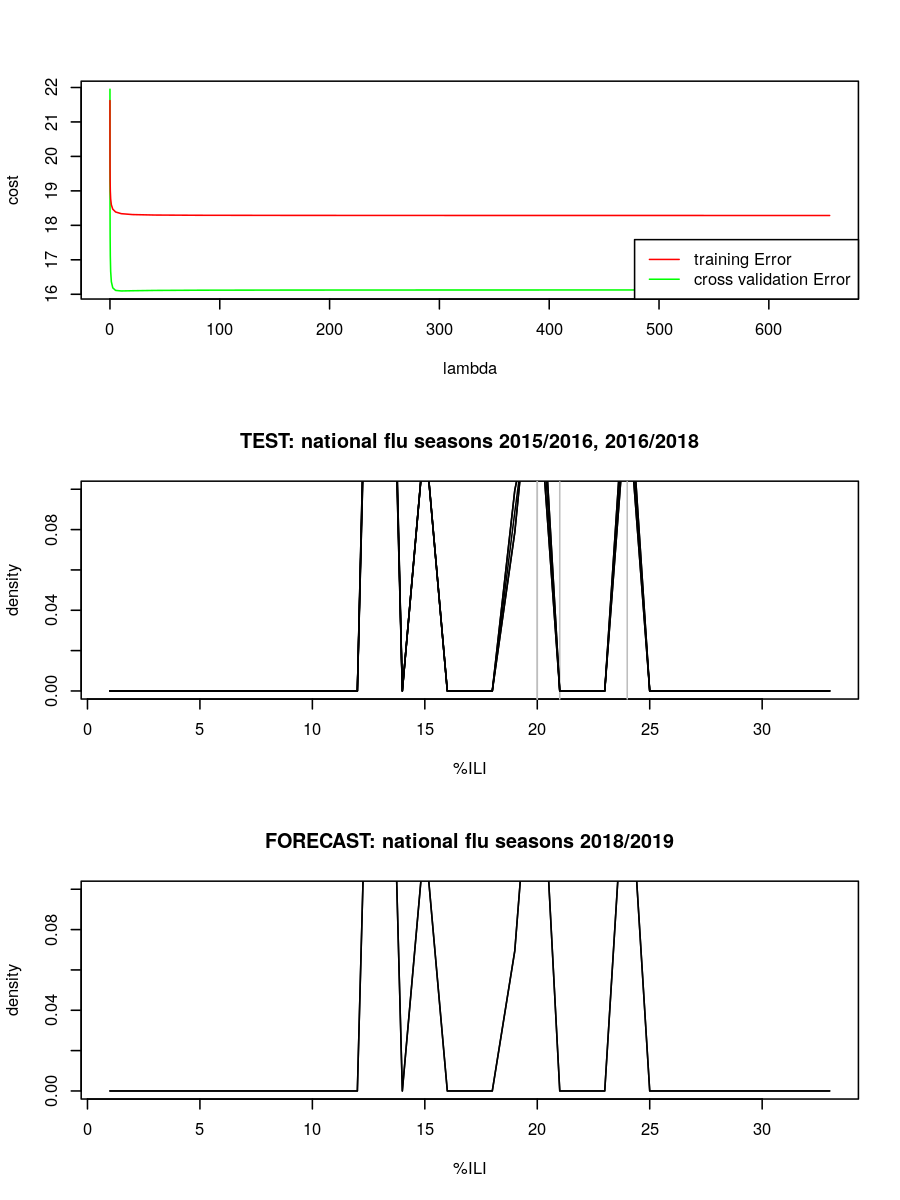 cost
22
21
20
19
18
17
16
training Error
cross validation Error
0 100 200 300 400 500 600
lambda
TEST: national flu seasons 2015/2016, 2016/2018
density
0.08
0.04
0.00
0 5 10 15 20 25 30
%ILI
FORECAST: national flu seasons 2018/2019
density
0.08
0.04
0.00
0 5 10 15 20 25 30
%ILI